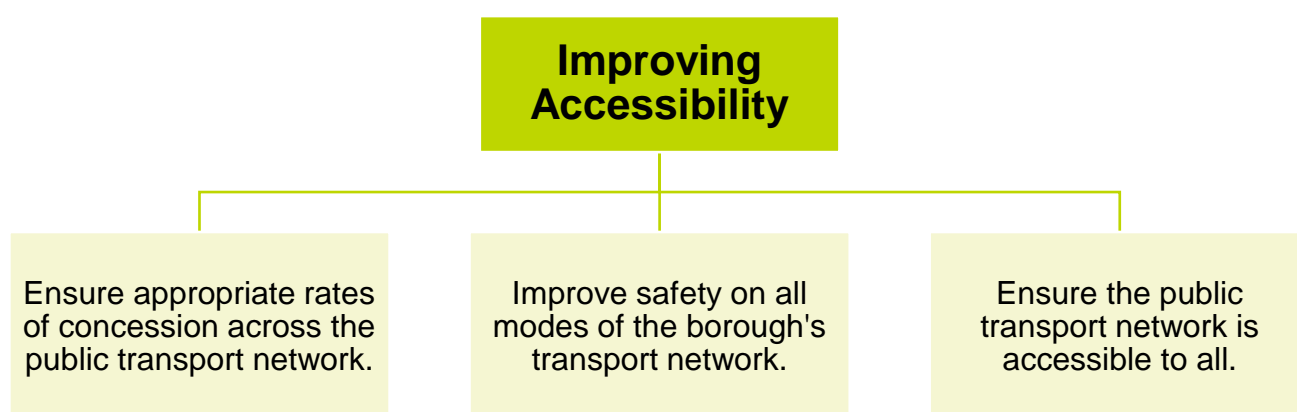 Improving
Accessibility
Ensure appropriate rates
of concession across the
public transport network.
Improve safety on all
modes of the borough's
transport network.
Ensure the public
transport network is
accessible to all.